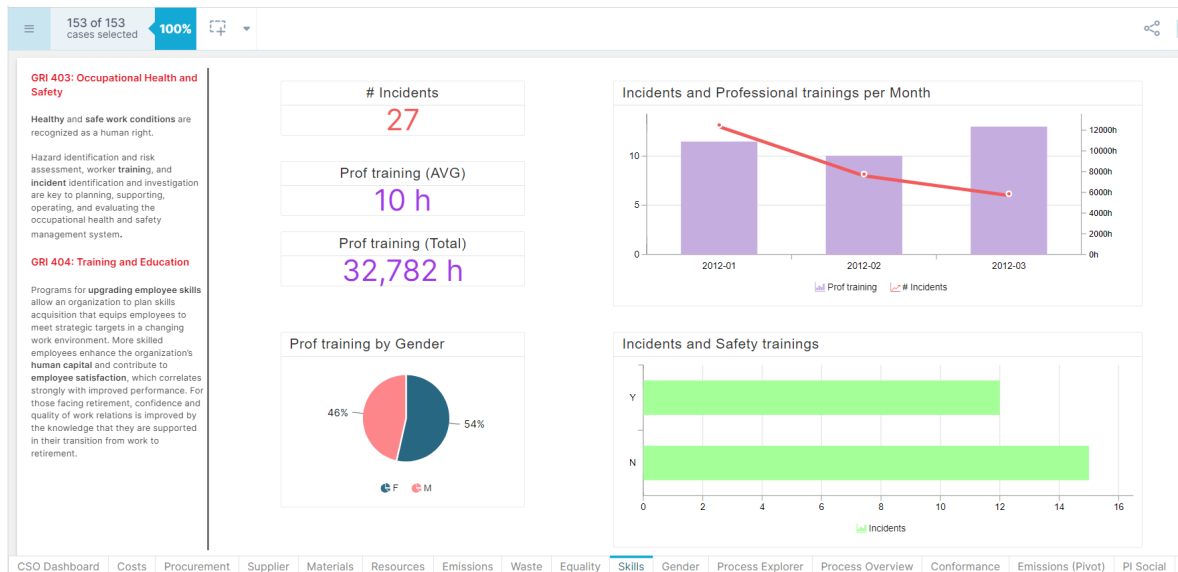 153 of 153
cases selected
100%
GRI 403: Occupational Health and
Safety
Healthy and safe work conditions are
recognized as a human right.
Hazard identification and risk
assessment, worker training, and
incident identification and investigation
are key to planning, supporting,
operating, and evaluating the
occupational health and safety
management system.
GRI 404: Training and Education
Programs for upgrading employee skills
allow an organization to plan skills
acquisition that equips employees to
meet strategic targets in a changing
work environment. More skilled
employees enhance the organization's
human capital and contribute to
employee satisfaction, which correlates
strongly with improved performance. For
those facing retirement, confidence and
quality of work relations is improved by
the knowledge that they are supported
in their transition from work to
retirement.
# Incidents
27
Prof training (AVG)
10 h
Prof training (Total)
32,782 h
Incidents and Professional trainings per Month
10
5
0
12000h
10000h
8000h
6000h
4000h
2000h
0h
2012-01 2012-02 2012-03
Prof training # Incidents
Prof training by Gender
46%
54%
F M
Incidents and Safety trainings
Y
N
0 2 4 6 8 10 12 14 16
Incidents
CSO Dashboard Costs Procurement Supplier Materials Resources Emissions Waste Equality Skills Gender Process Explorer Process Overview Conformance Emissions (Pivot) PI Social